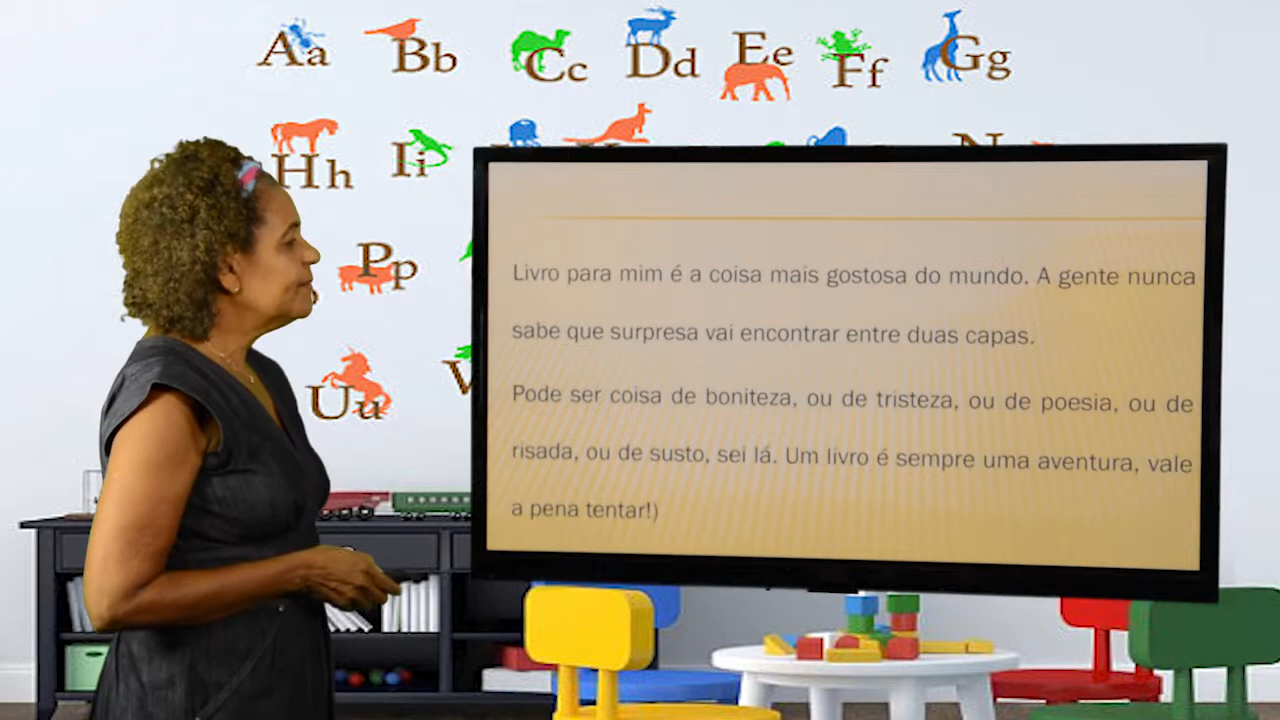 Aa Bb Cc Dd Ee Ff Gg
Hh Ii N
Pp
Uu V
Livro para mim é a coisa mais gostosa do mundo. A gente nunca
sabe que surpresa vai encontrar entre duas capas.
Pode ser coisa de boniteza, ou de tristeza, ou de poesia, ou de
risada, ou de susto, sei lá. Um livro é sempre uma aventura, vale
a pena tentar!)